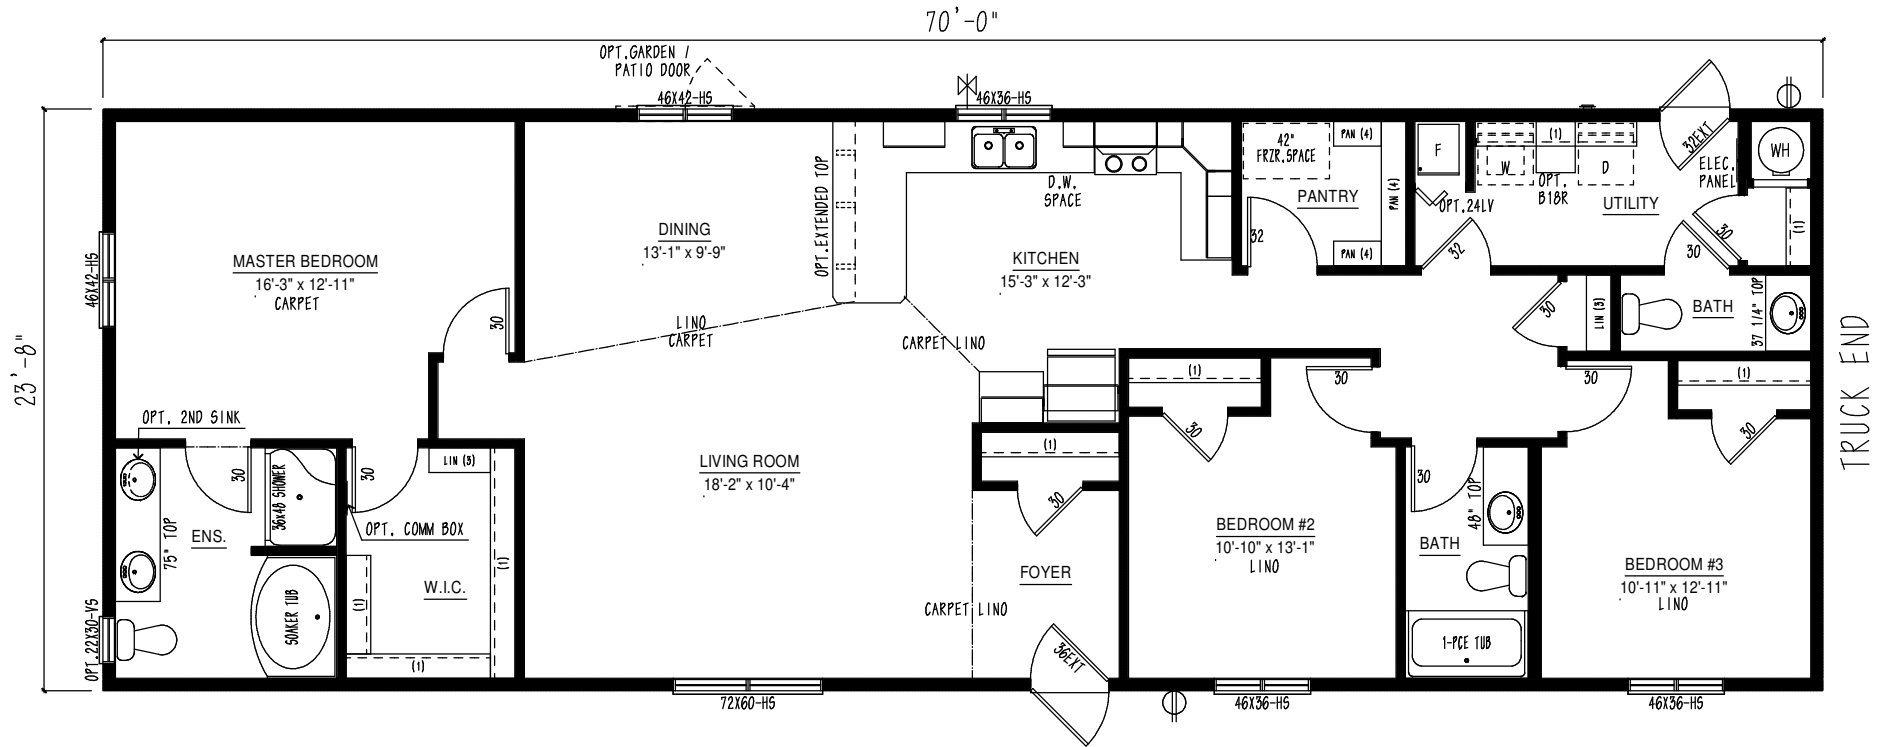 70'-0"
OPT.GARDEN /
PATIO DOOR
46X42-HS
46X36-HS
23'-8"
TRUCK END
MASTER BEDROOM
16'-3" x 12'-11"
CARPET
46X42-HS
30
DINING
13'-1" x 9'-9"
OPT.EXTENDED TOP
LINO
CARPET
KITCHEN
15'-3" x 12'-3"
D.W.
SPACE
CARPET LINO
42"
FRZR.SPACE
PAN (4)
PAN (4)
PAN (4)
PANTRY
32
F
OPT.24LV
32
W
(1)
OPT.
B18R
D
UTILITY
32EXT
ELEC.
PANEL
WH
(1)
30
30
BATH
37 1/4" TOP
LIN (3)
30
OPT. 2ND SINK
30
36x48 SHOWER
75" TOP
ENS.
SOAKER TUB
OPT.22X30-VS
30
LIN (3)
OPT. COMM BOX
W.I.C.
(1)
(1)
(1)
LIVING ROOM
18'-2" x 10'-4"
72X60-HS
(1)
30
FOYER
CARPET LINO
36EXT
(1)
30
30
BEDROOM #2
10'-10" x 13'-1"
LINO
46X36-HS
30
48" TOP
BATH
1-PCE TUB
30
(1)
30
BEDROOM #3
10'-11" x 12'-11"
LINO
46X36-HS